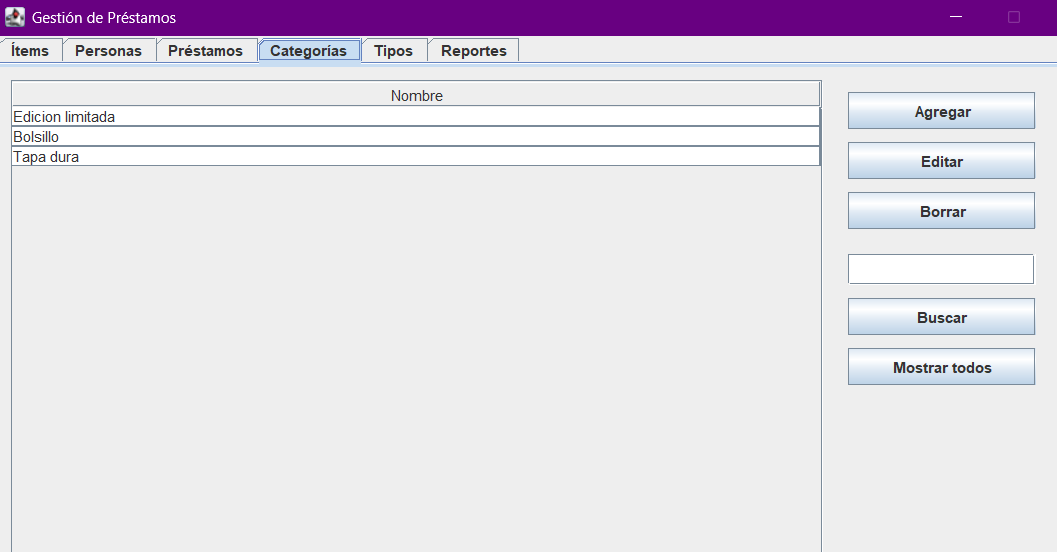 Gestión de Préstamos
Ítems Personas Préstamos Categorías Tipos Reportes
Nombre
Edicion limitada
Bolsillo
Tapa dura
Agregar
Editar
Borrar
Buscar
Mostrar todos